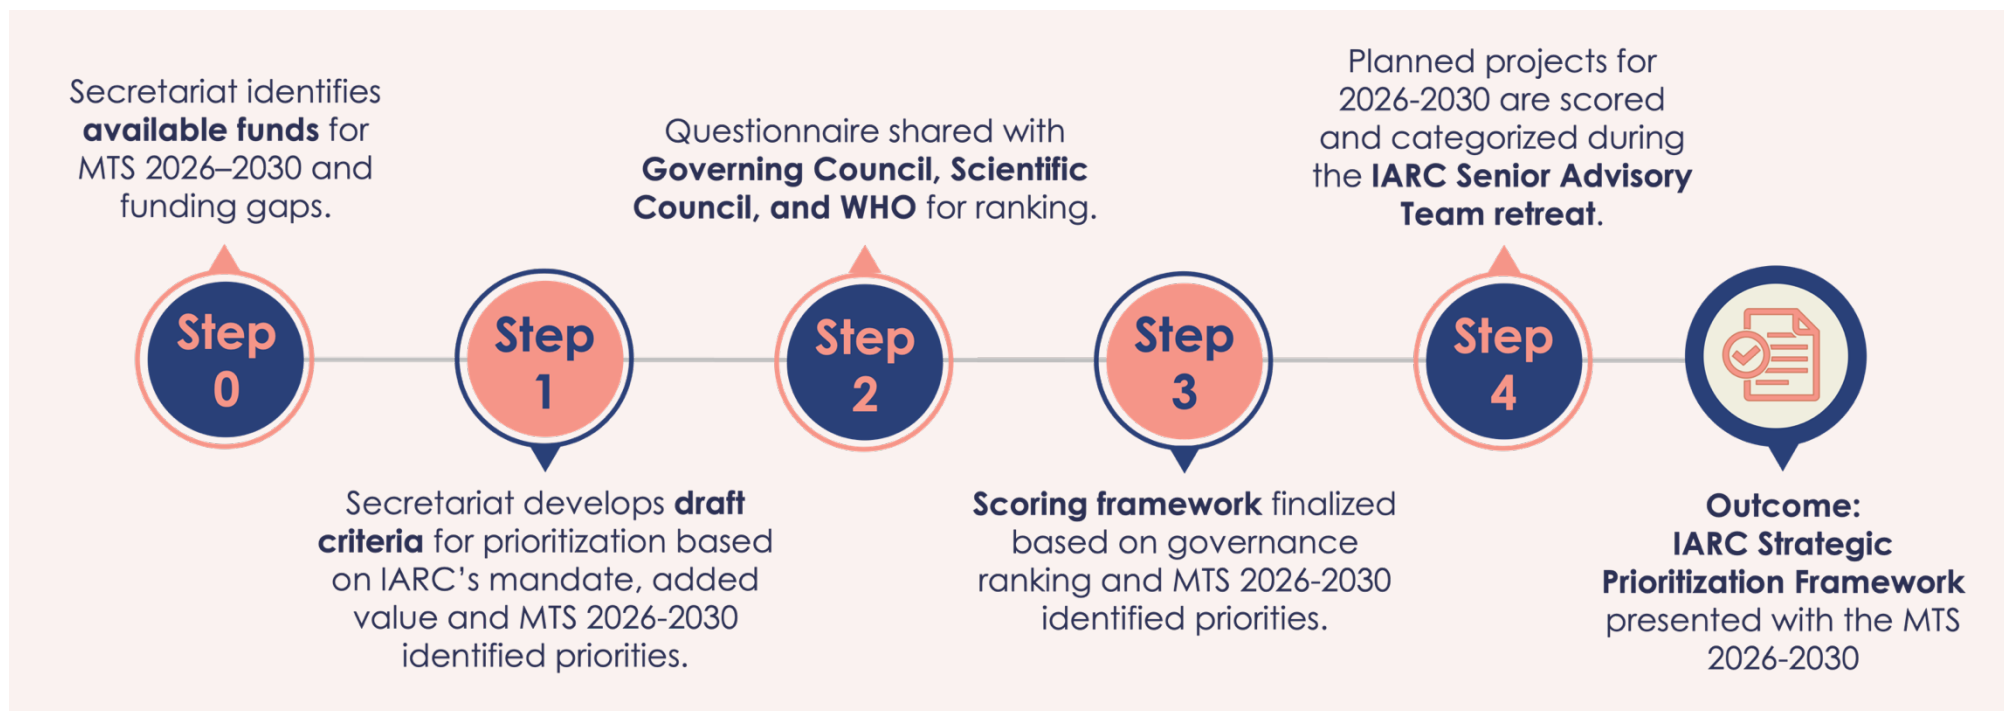 Secretariat identifies
available funds for
MTS 2026–2030 and
funding gaps.
Step
0
Step
1
Secretariat develops draft
criteria for prioritization based
on IARC’s mandate, added
value and MTS 2026-2030
identified priorities.
Questionnaire shared with
Governing Council, Scientific
Council, and WHO for ranking.
Step
2
Step
3
Scoring framework finalized
based on governance
ranking and MTS 2026-2030
identified priorities.
Planned projects for
2026-2030 are scored
and categorized during
the IARC Senior Advisory
Team retreat.
Step
4
Outcome:
IARC Strategic
Prioritization Framework
presented with the MTS
2026-2030